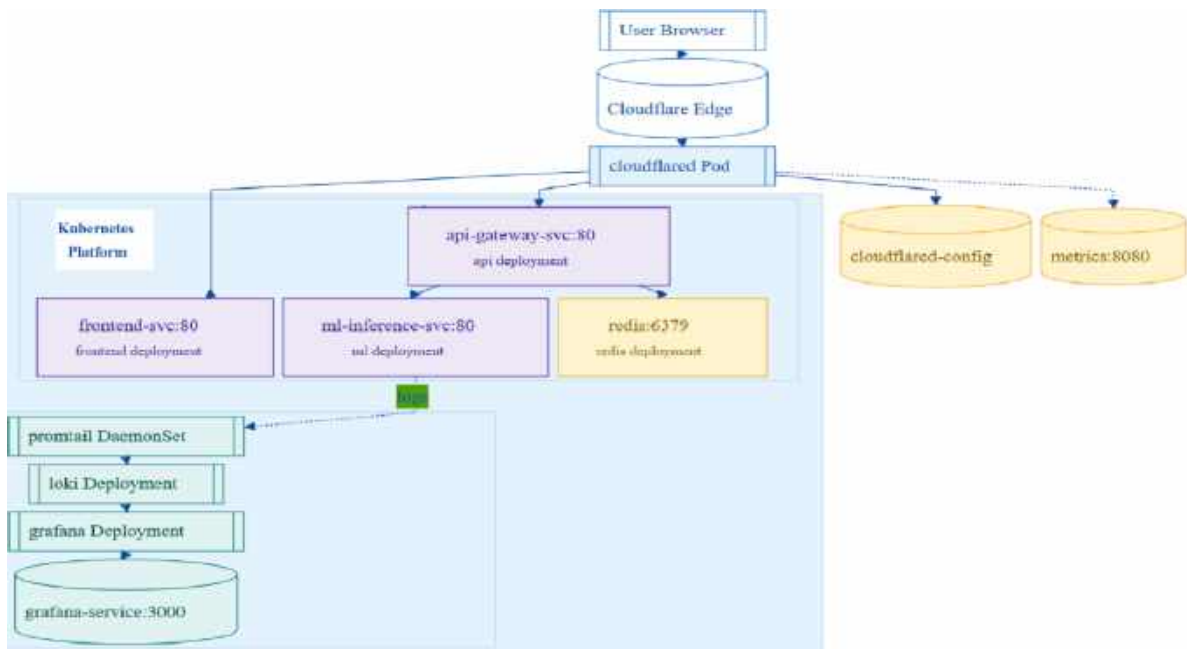 User Browser
Cloudflare Edge
cloudflared Pod
Kubernetes
Platform
api-gateway-svc:80
api deployment
cloudflared-config
metrics:8080
frontend-svc:80
frontend deployment
ml-inference-svc:80
ml deployment
redis:6379
redis deployment
logs
promtail DaemonSet
loki Deployment
grafana Deployment
grafana-service:3000